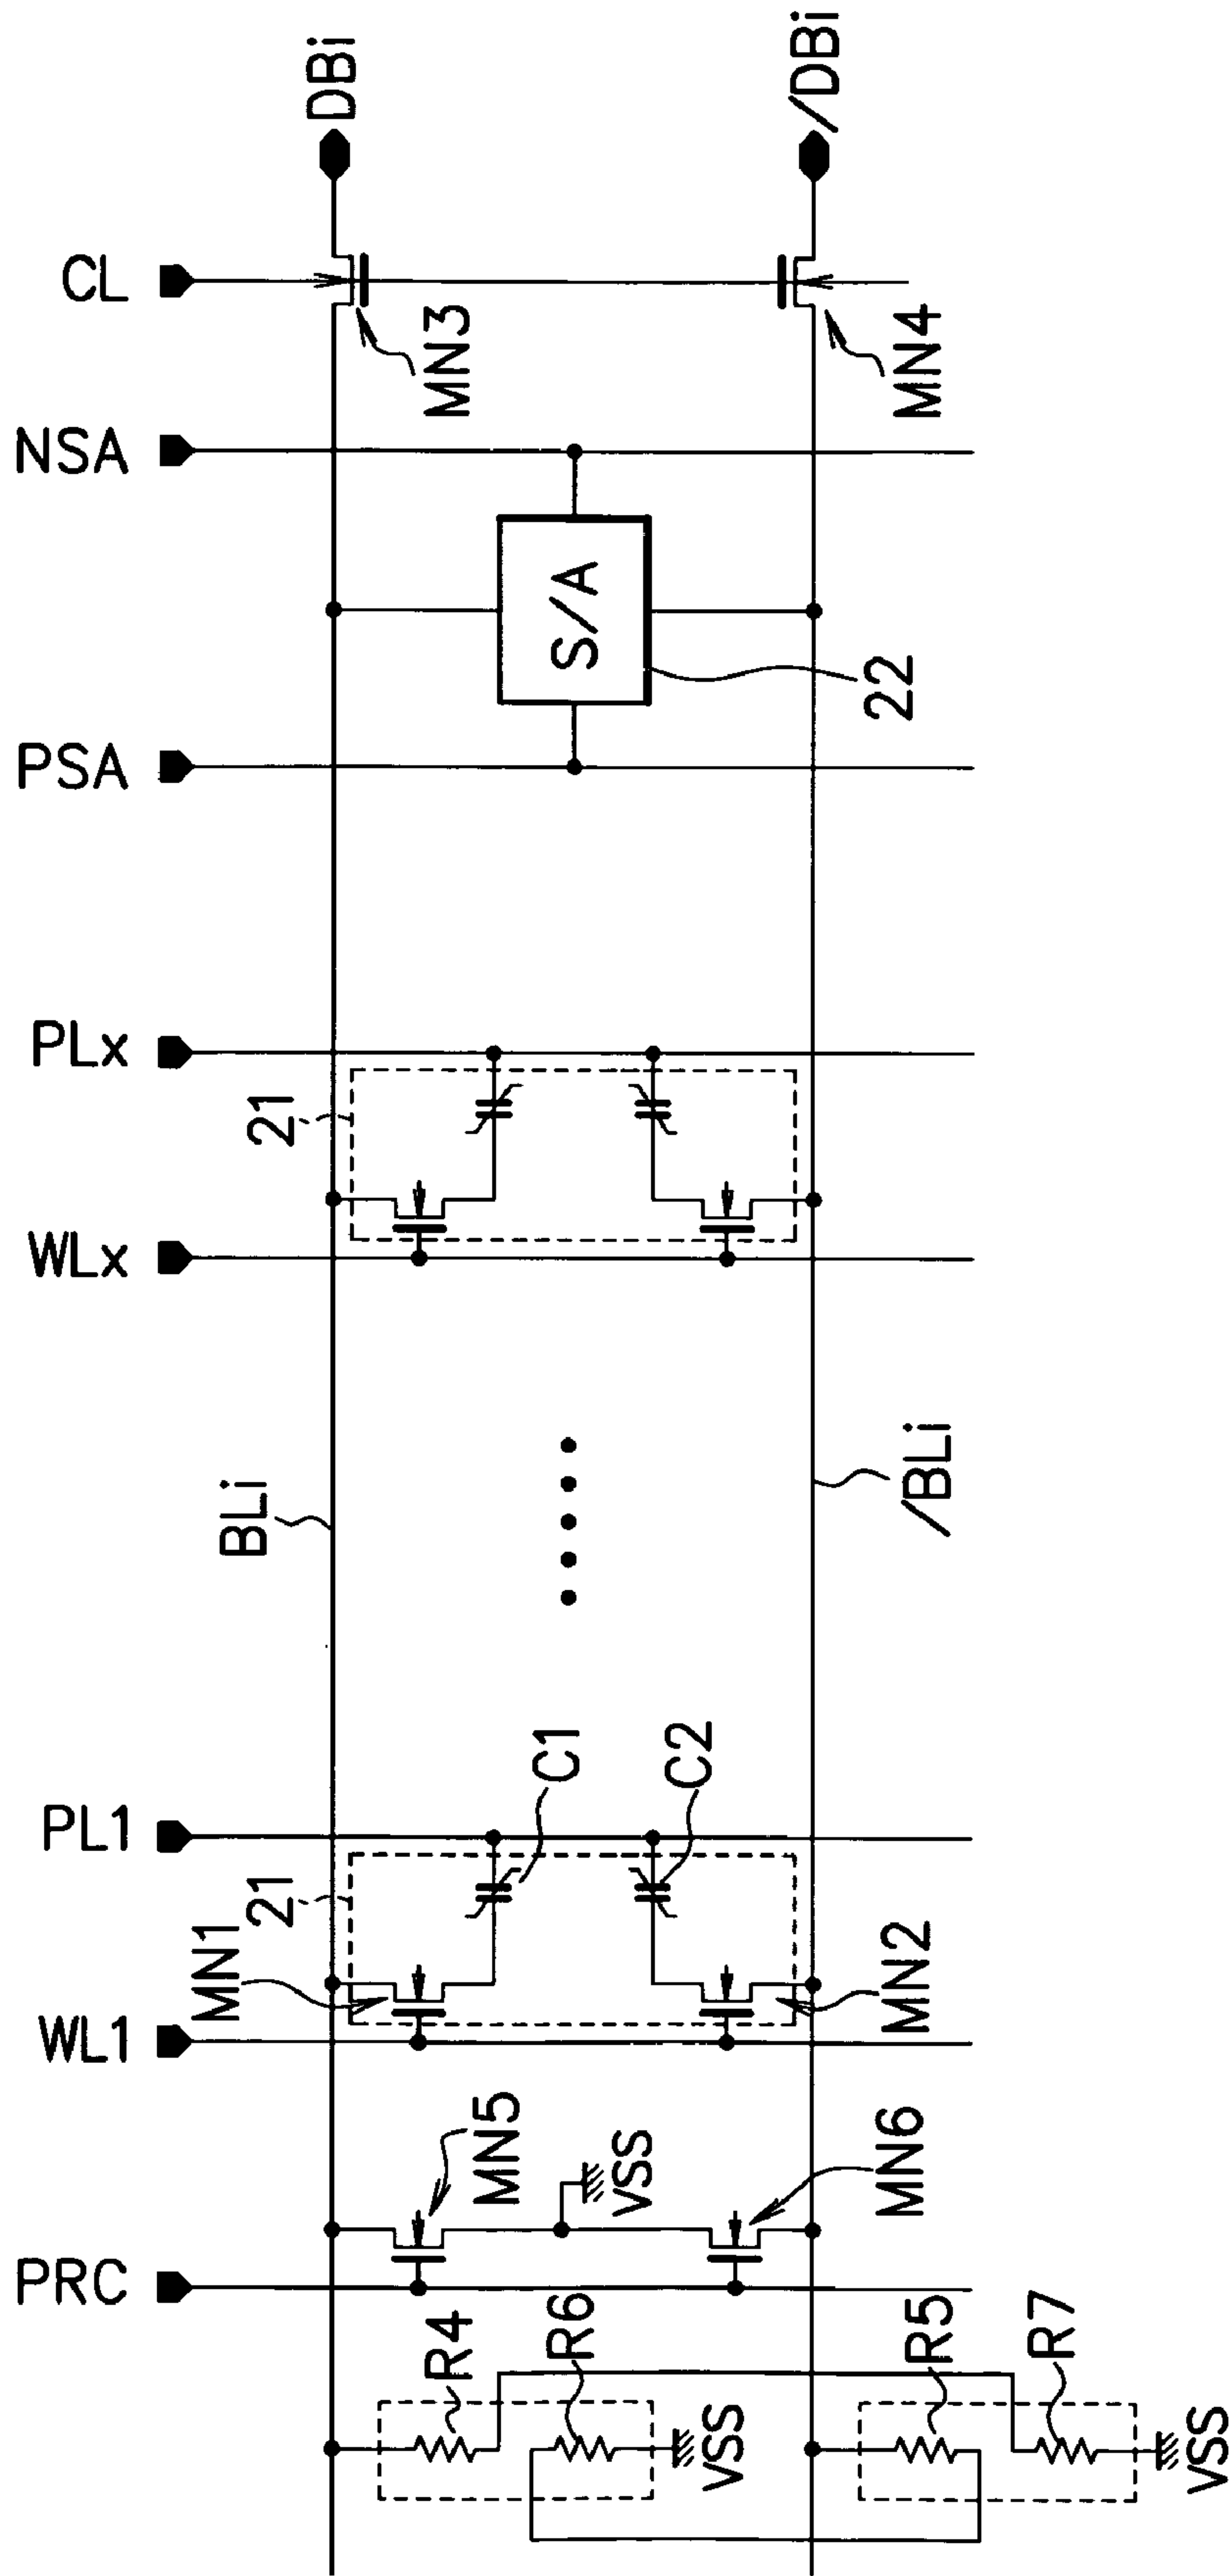 DBi
/DBi
CL
MN3
MN4
NSA
S/A
22
PSA
PLx
21
WLx
BLi
/BLi
PL1
C1
C2
21
MN1
MN2
WL1
MN5
VSS
MN6
PRC
R4
R6
R5
R7
VSS
VSS